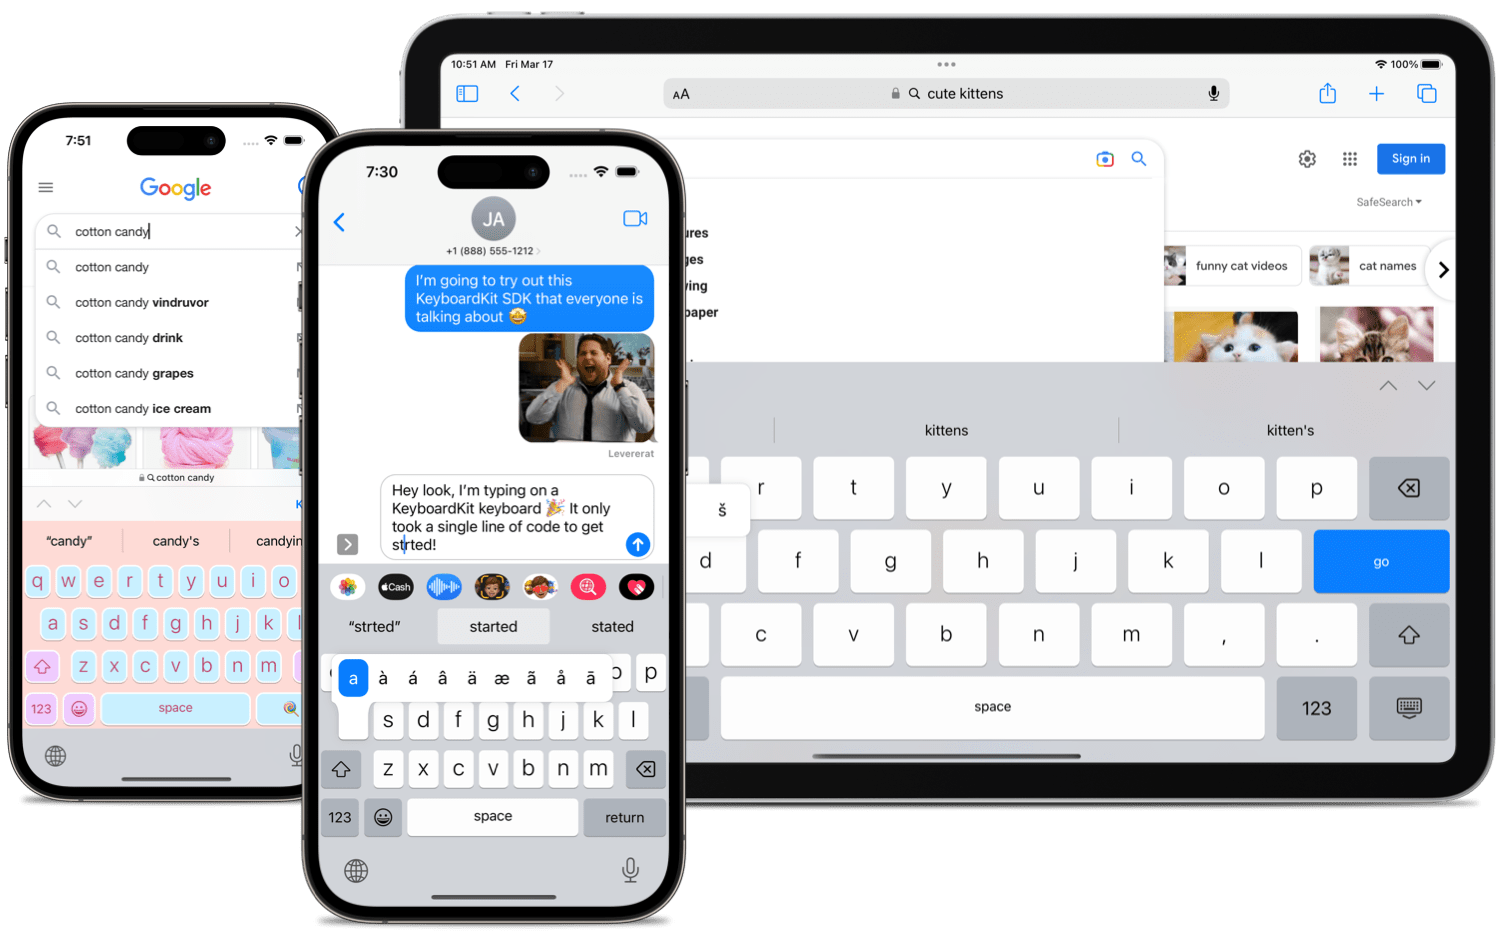 7:51
Google
cotton candy
cotton candy
cotton candy vindruvor
cotton candy drink
cotton candy grapes
cotton candy ice cream
cotton candy
K
“candy” candy's candyin
q w e r t y u i o
a s d f g h j k l
z x c v b n m
123 space
7:30
JA
+1 (888) 555-1212
I'm going to try out this
KeyboardKit SDK that everyone is
talking about 🤩
Levererat
Hey look, I'm typing on a
KeyboardKit keyboard 🎉 It only
took a single line of code to get
strted!
Cash
“strted” started stated
a à á â ä æ ã å ā o p
s d f g h j k l
z x c v b n m
123 space return
10:51 AM Fri Mar 17
100%
AA cute kittens
Sign in
SafeSearch
ures
ges
ving
paper
funny cat videos cat names
kittens kitten's
r t y u i o p
š
d f g h j k l go
c v b n m , .
space 123